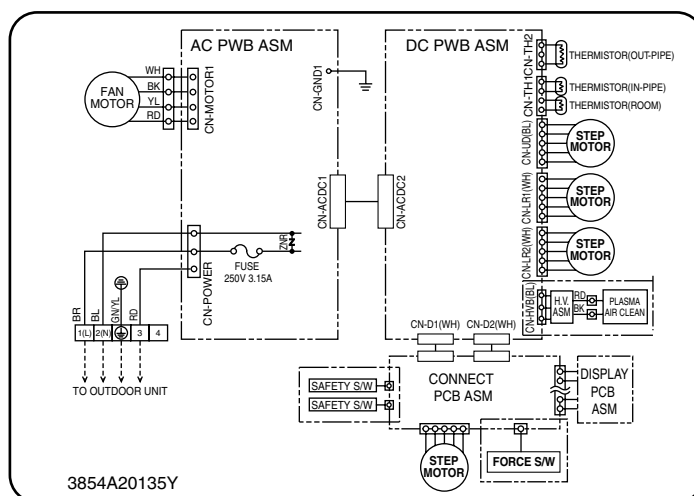 AC PWB ASM
DC PWB ASM
FAN
MOTOR
WH
BK
YL
RD
CN-MOTOR1
CN-GND1
CN-TH2
THERMISTOR(OUT-PIPE)
CN-TH1
THERMISTOR(IN-PIPE)
THERMISTOR(ROOM)
CN-UD(BL)
STEP
MOTOR
CN-ACDC1
CN-ACDC2
CN-LR1(WH)
STEP
MOTOR
CN-LR2(WH)
STEP
MOTOR
CN-POWER
FUSE
250V 3.15A
ZNR
CN-HVB(BL)
H.V.
ASM
RD
BK
PLASMA
AIR CLEAN
BR
BL
GN/YL
RD
1(L)
2(N)
3
4
TO OUTDOOR UNIT
CN-D1(WH)
CN-D2(WH)
CONNECT
PCB ASM
SAFETY S/W
SAFETY S/W
DISPLAY
PCB
ASM
STEP
MOTOR
FORCE S/W
3854A20135Y